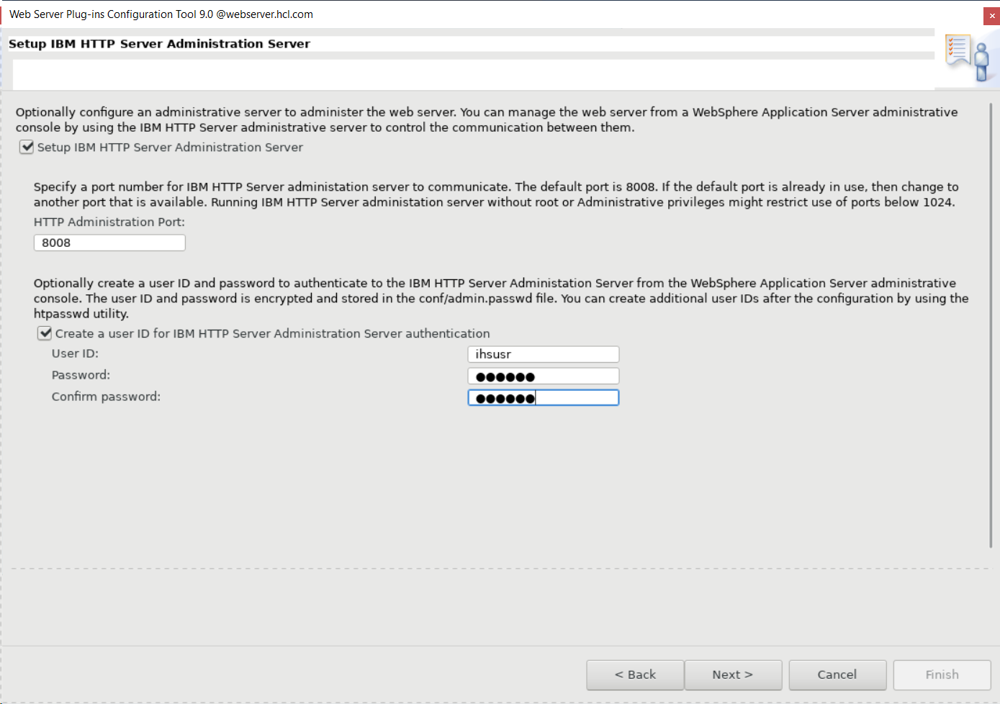 Web Server Plug-ins Configuration Tool 9.0 @webserver.hcl.com
Setup IBM HTTP Server Administration Server
Optionally configure an administrative server to administer the web server. You can manage the web server from a WebSphere Application Server administrative
console by using the IBM HTTP Server administrative server to control the communication between them.
Setup IBM HTTP Server Administration Server
Specify a port number for IBM HTTP Server administation server to communicate. The default port is 8008. If the default port is already in use, then change to
another port that is available. Running IBM HTTP Server administation server without root or Administrative privileges might restrict use of ports below 1024.
HTTP Administration Port:
8008
Optionally create a user ID and password to authenticate to the IBM HTTP Server Administation Server from the WebSphere Application Server administrative
console. The user ID and password is encrypted and stored in the conf/admin.passwd file. You can create additional user IDs after the configuration by using the
htpasswd utility.
Create a user ID for IBM HTTP Server Administration Server authentication
User ID: ihsusr
Password: ●●●●●●
Confirm password: ●●●●●●
< Back Next > Cancel Finish